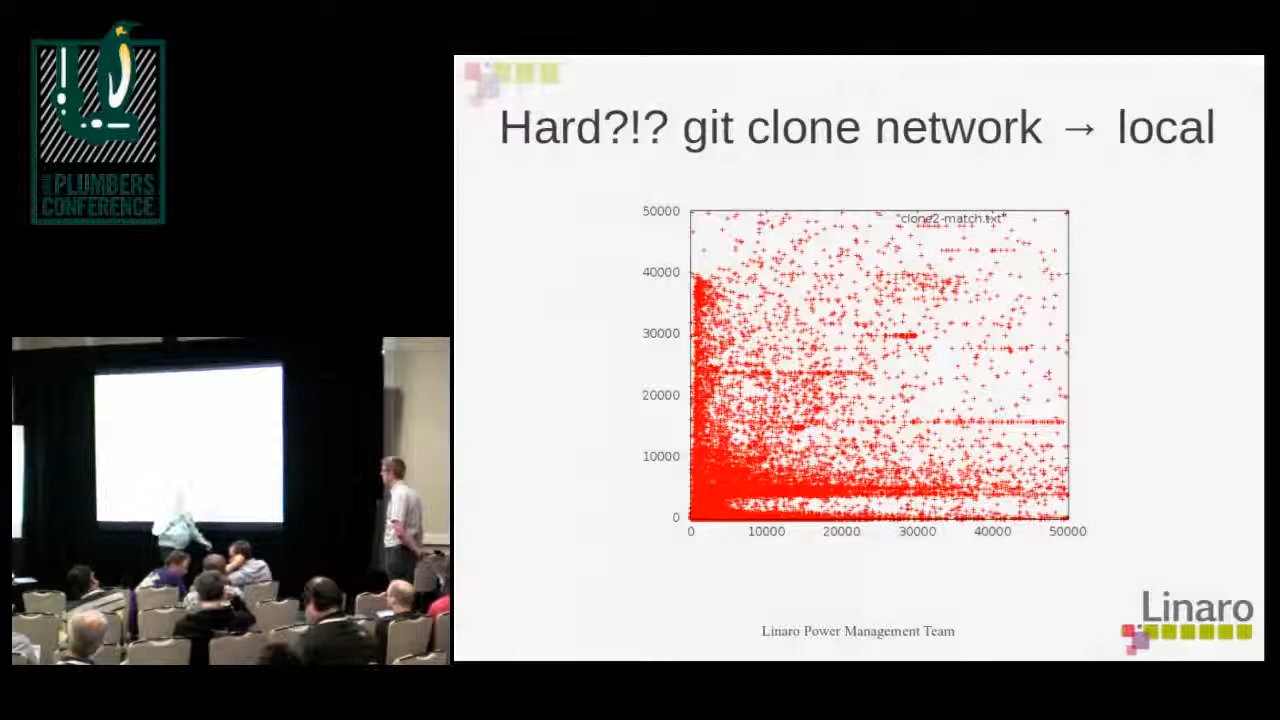 PLUMBERS
CONFERENCE
Hard?!? git clone network → local
"clone2-match.txt"
50000
40000
30000
20000
10000
0
0 10000 20000 30000 40000 50000
Linaro Power Management Team
Linaro